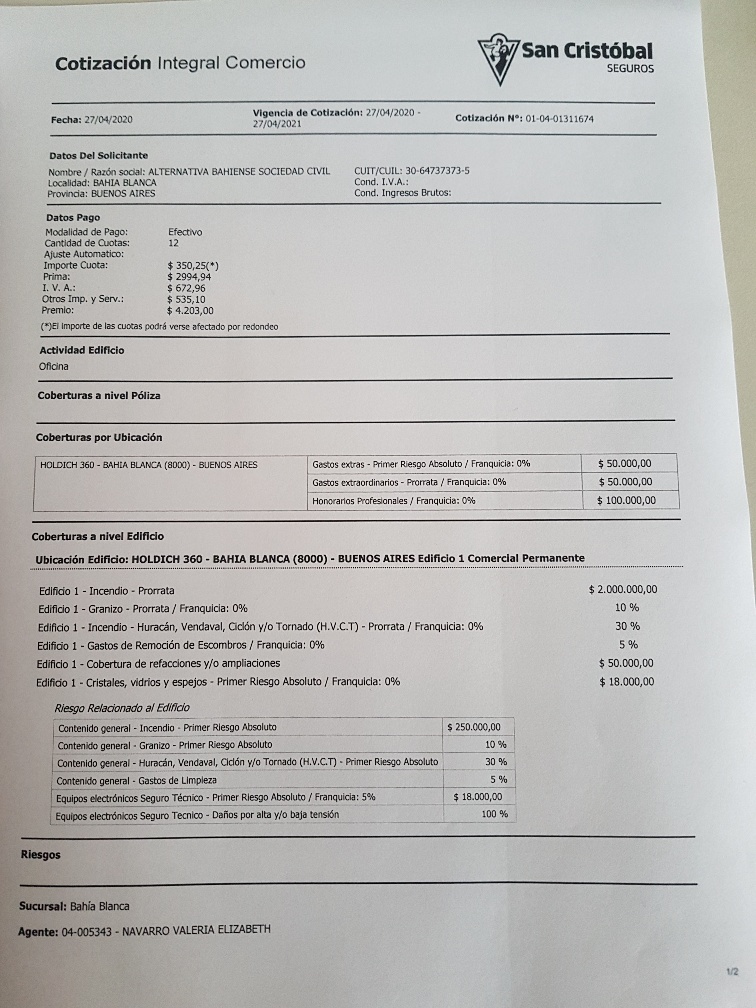 Cotización Integral Comercio
San Cristóbal
SEGUROS
Fecha: 27/04/2020
Vigencia de Cotización: 27/04/2020 -
27/04/2021
Cotización N°: 01-04-01311674
Datos Del Solicitante
Nombre / Razón social: ALTERNATIVA BAHIENSE SOCIEDAD CIVIL CUIT/CUIL: 30-64737373-5
Localidad: BAHIA BLANCA Cond. I.V.A.:
Provincia: BUENOS AIRES Cond. Ingresos Brutos:
Datos Pago
Modalidad de Pago: Efectivo
Cantidad de Cuotas: 12
Ajuste Automatico:
Importe Cuota: $ 350,25(*)
Prima: $ 2994,94
I. V. A.: $ 672,96
Otros Imp. y Serv.: $ 535,10
Premio: $ 4.203,00
(*)El importe de las cuotas podrá verse afectado por redondeo
Actividad Edificio
Oficina
Coberturas a nivel Póliza
Coberturas por Ubicación
HOLDICH 360 - BAHIA BLANCA (8000) - BUENOS AIRES Gastos extras - Primer Riesgo Absoluto / Franquicia: 0% $ 50.000,00
Gastos extraordinarios - Prorrata / Franquicia: 0% $ 50.000,00
Honorarios Profesionales / Franquicia: 0% $ 100.000,00
Coberturas a nivel Edificio
Ubicación Edificio: HOLDICH 360 - BAHIA BLANCA (8000) - BUENOS AIRES Edificio 1 Comercial Permanente
Edificio 1 - Incendio - Prorrata $ 2.000.000,00
Edificio 1 - Granizo - Prorrata / Franquicia: 0% 10 %
Edificio 1 - Incendio - Huracán, Vendaval, Ciclón y/o Tornado (H.V.C.T) - Prorrata / Franquicia: 0% 30 %
Edificio 1 - Gastos de Remoción de Escombros / Franquicia: 0% 5 %
Edificio 1 - Cobertura de refacciones y/o ampliaciones $ 50.000,00
Edificio 1 - Cristales, vidrios y espejos - Primer Riesgo Absoluto / Franquicia: 0% $ 18.000,00
Riesgo Relacionado al Edificio
Contenido general - Incendio - Primer Riesgo Absoluto $ 250.000,00
Contenido general - Granizo - Primer Riesgo Absoluto 10 %
Contenido general - Huracán, Vendaval, Ciclón y/o Tornado (H.V.C.T) - Primer Riesgo Absoluto 30 %
Contenido general - Gastos de Limpieza 5 %
Equipos electrónicos Seguro Técnico - Primer Riesgo Absoluto / Franquicia: 5% $ 18.000,00
Equipos electrónicos Seguro Tecnico - Daños por alta y/o baja tensión 100 %
Riesgos
Sucursal: Bahía Blanca
Agente: 04-005343 - NAVARRO VALERIA ELIZABETH
1/2